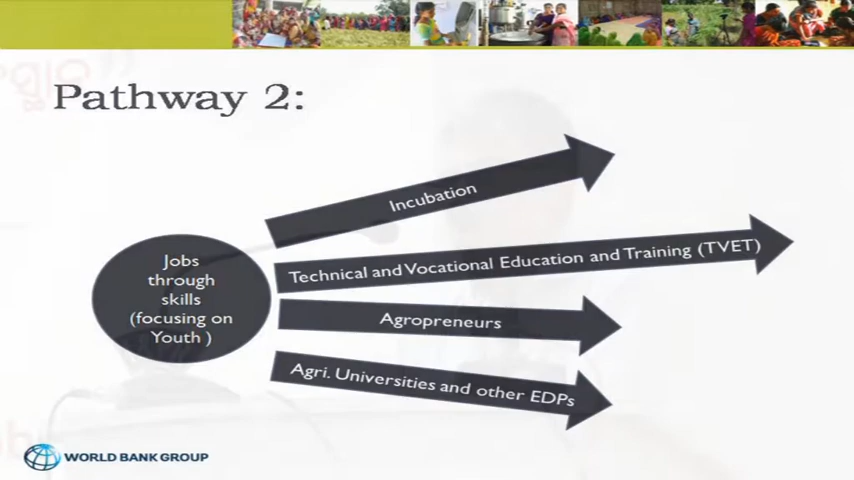 Pathway 2:
Incubation
Jobs
through
skills
(focusing on
Youth )
Technical and Vocational Education and Training (TVET)
Agropreneurs
Agri. Universities and other EDPs
WORLD BANK GROUP